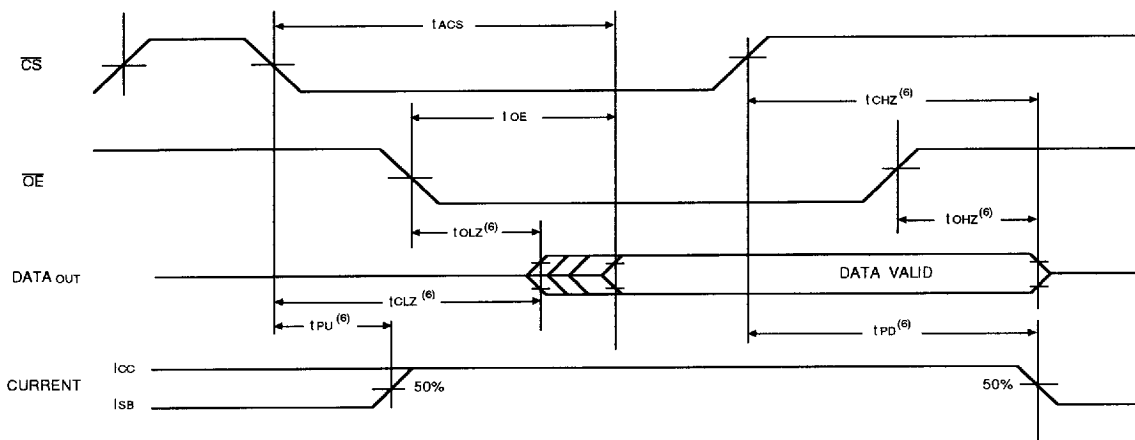 tACS
CS
tCHZ(6)
tOE
OE
tOHZ(6)
tOLZ(6)
DATA OUT
DATA VALID
tCLZ(6)
tPU(6)
tPD(6)
ICC
CURRENT
50%
50%
ISB